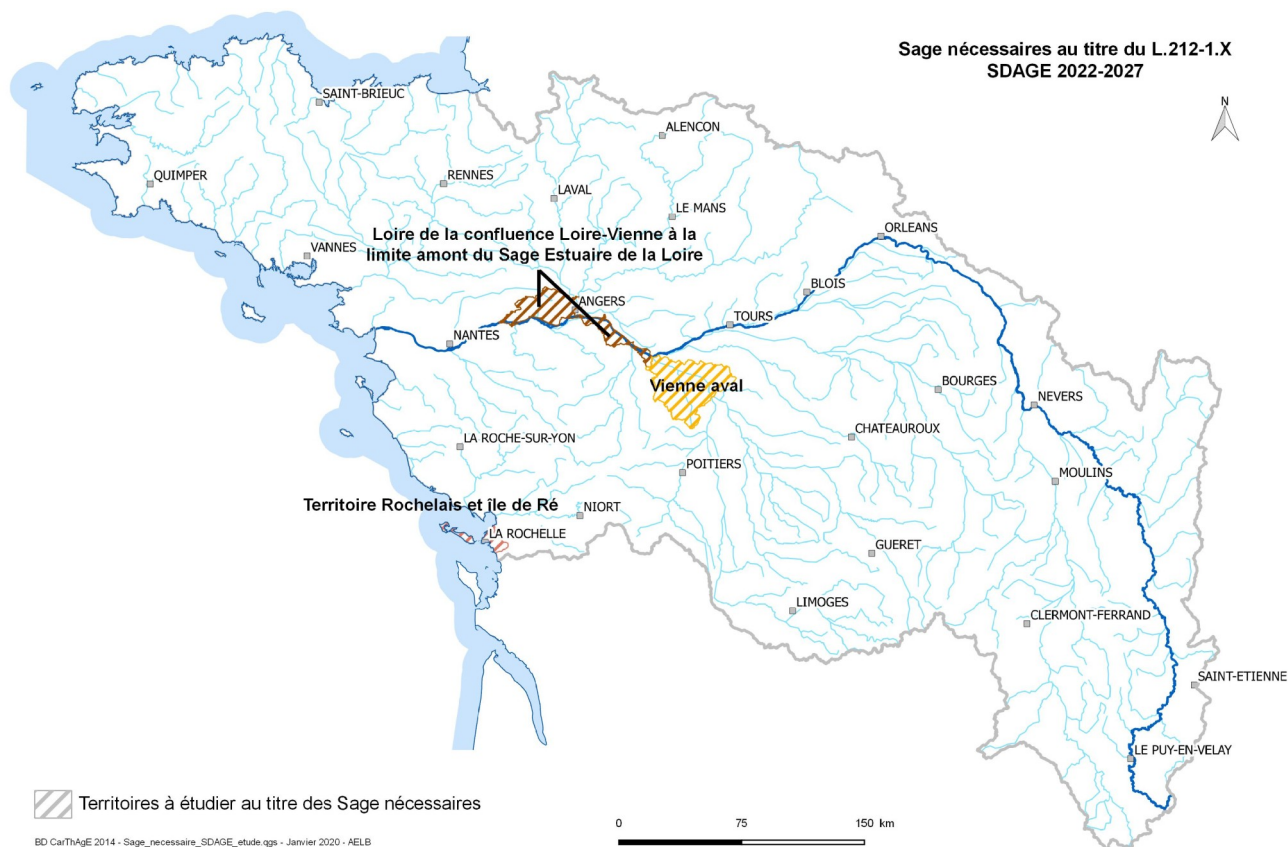 Sage nécessaires au titre du L.212-1.X
SDAGE 2022-2027
N
SAINT-BRIEUC
ALENCON
QUIMPER
RENNES
LAVAL
LE MANS
Loire de la confluence Loire-Vienne à la
limite amont du Sage Estuaire de la Loire
VANNES
ORLEANS
BLOIS
ANGERS
TOURS
NANTES
Vienne aval
BOURGES
NEVERS
LA ROCHE-SUR-YON
CHATEAUROUX
POITIERS
MOULINS
Territoire Rochelais et île de Ré
NIORT
LA ROCHELLE
GUERET
LIMOGES
CLERMONT-FERRAND
SAINT-ETIENNE
LE PUY-EN-VELAY
Territoires à étudier au titre des Sage nécessaires
0 75 150 km
BD CarThAgE 2014 - Sage_necessaire_SDAGE_etude.qgs - Janvier 2020 - AELB